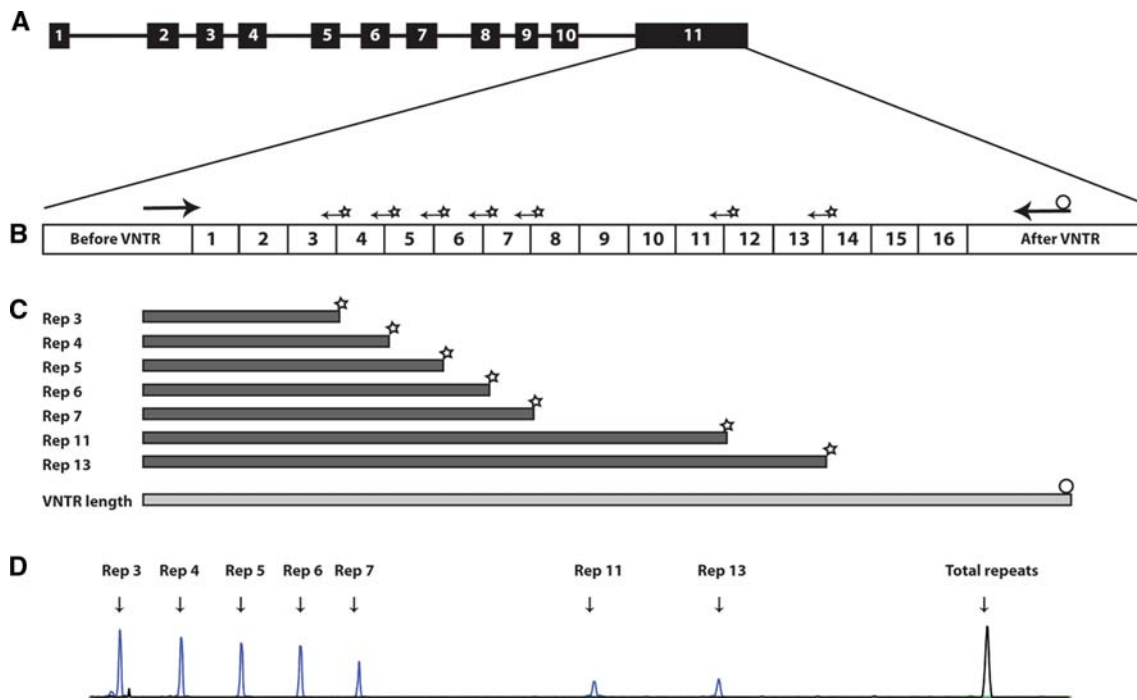 A
1 2 3 4 5 6 7 8 9 10 11
B
Before VNTR 1 2 3 4 5 6 7 8 9 10 11 12 13 14 15 16 After VNTR
C
Rep 3
Rep 4
Rep 5
Rep 6
Rep 7
Rep 11
Rep 13
VNTR length
D
Rep 3 Rep 4 Rep 5 Rep 6 Rep 7 Rep 11 Rep 13 Total repeats